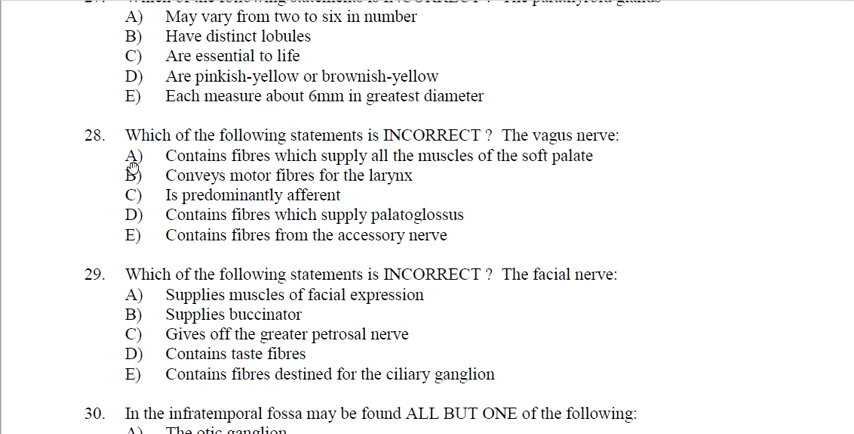 A) May vary from two to six in number
B) Have distinct lobules
C) Are essential to life
D) Are pinkish-yellow or brownish-yellow
E) Each measure about 6mm in greatest diameter
28. Which of the following statements is INCORRECT ? The vagus nerve:
A) Contains fibres which supply all the muscles of the soft palate
B) Conveys motor fibres for the larynx
C) Is predominantly afferent
D) Contains fibres which supply palatoglossus
E) Contains fibres from the accessory nerve
29. Which of the following statements is INCORRECT ? The facial nerve:
A) Supplies muscles of facial expression
B) Supplies buccinator
C) Gives off the greater petrosal nerve
D) Contains taste fibres
E) Contains fibres destined for the ciliary ganglion
30. In the infratemporal fossa may be found ALL BUT ONE of the following:
A) The otic ganglion